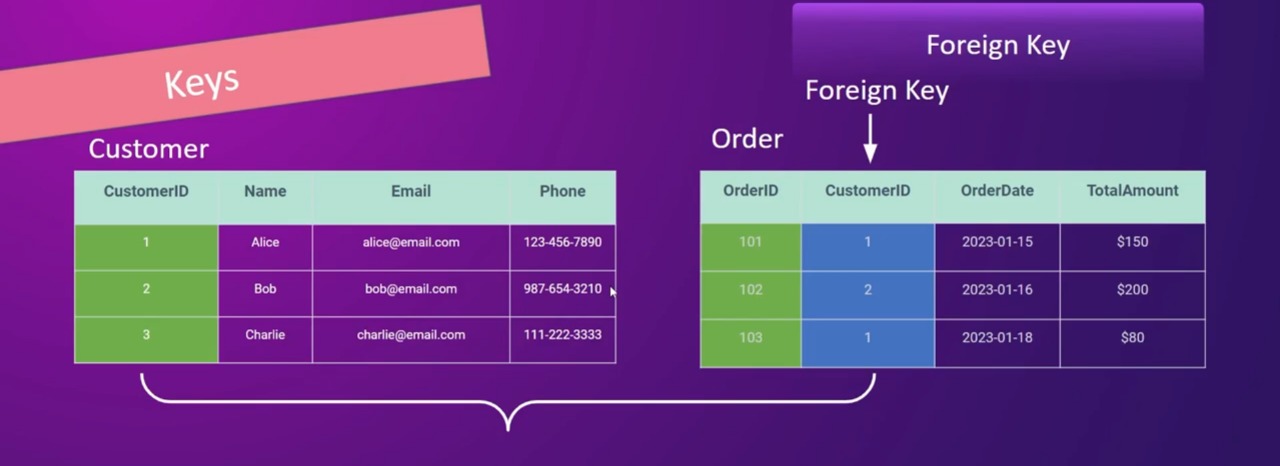 Keys
Foreign Key
Foreign Key
Customer
CustomerID Name Email Phone
1 Alice alice@email.com 123-456-7890
2 Bob bob@email.com 987-654-3210
3 Charlie charlie@email.com 111-222-3333
Order
OrderID CustomerID OrderDate TotalAmount
101 1 2023-01-15 $150
102 2 2023-01-16 $200
103 1 2023-01-18 $80